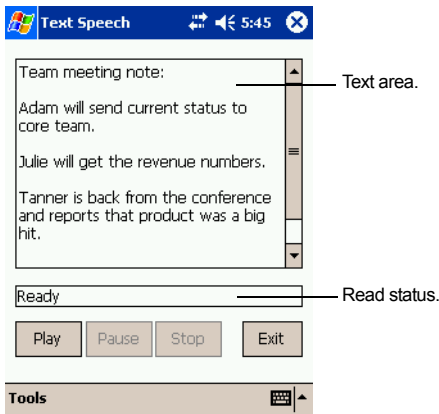 Text Speech 5:45
Team meeting note:
Text area.
Adam will send current status to
core team.
Julie will get the revenue numbers.
Tanner is back from the conference
and reports that product was a big
hit.
Ready
Read status.
Play Pause Stop Exit
Tools